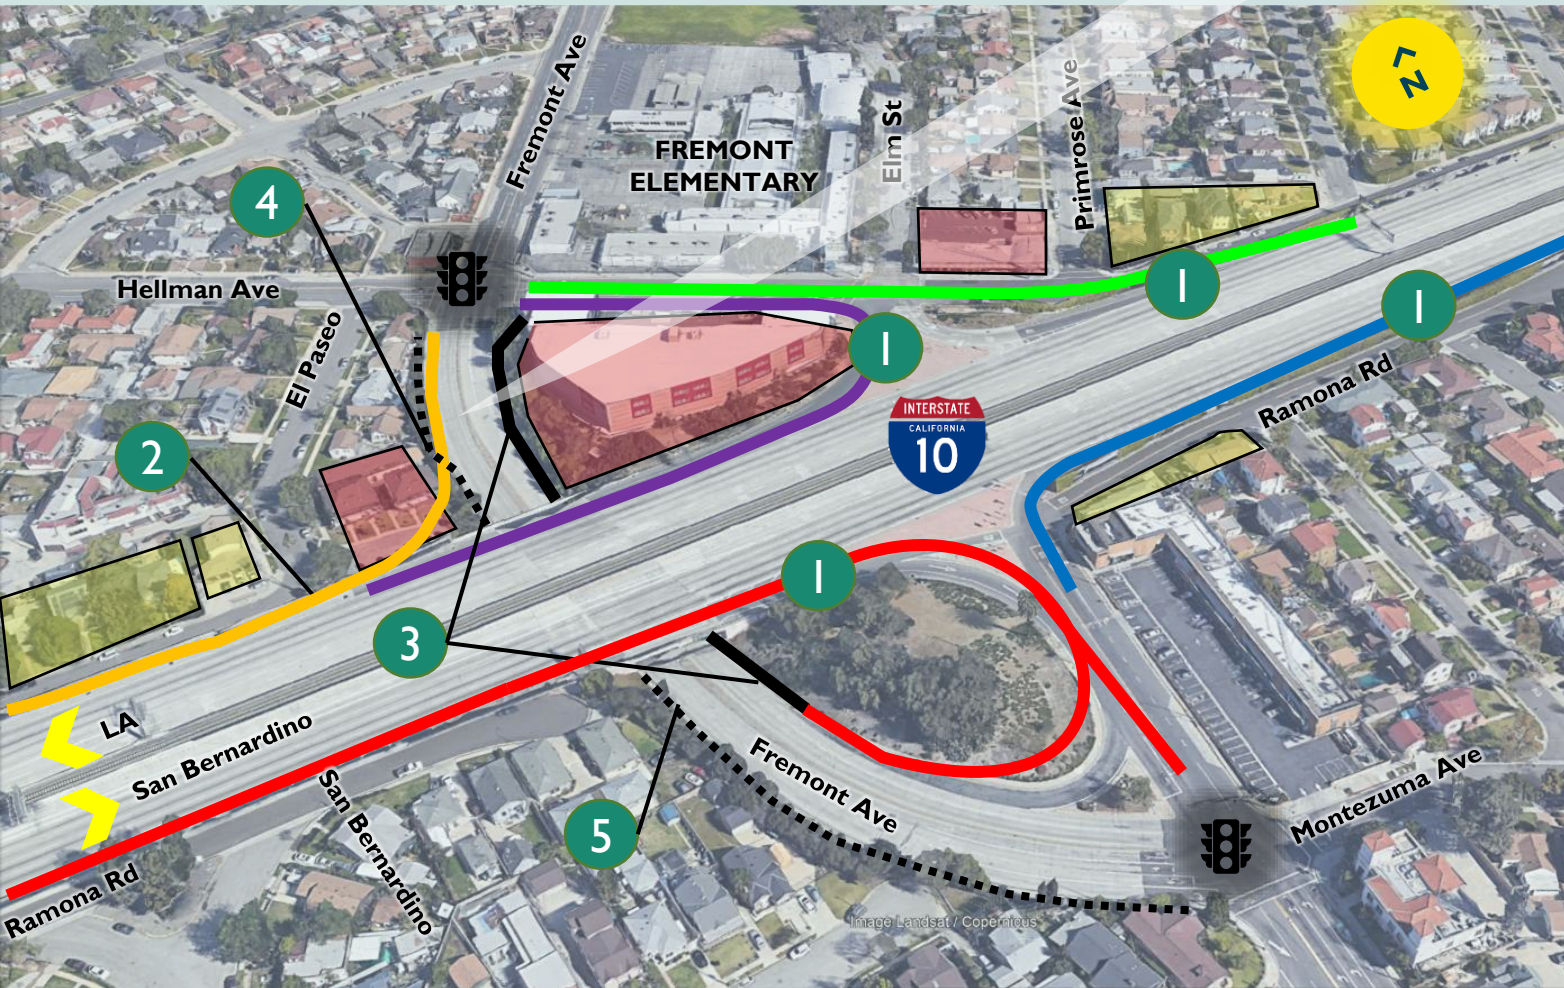 Fremont Ave
FREMONT
ELEMENTARY
Elm St
Primrose Ave
N
4
Hellman Ave
El Paseo
1
1
1
Ramona Rd
INTERSTATE
CALIFORNIA
10
2
1
3
LA
San Bernardino
San Bernardino
Fremont Ave
5
Montezuma Ave
Ramona Rd
Image Landsat / Copernicus